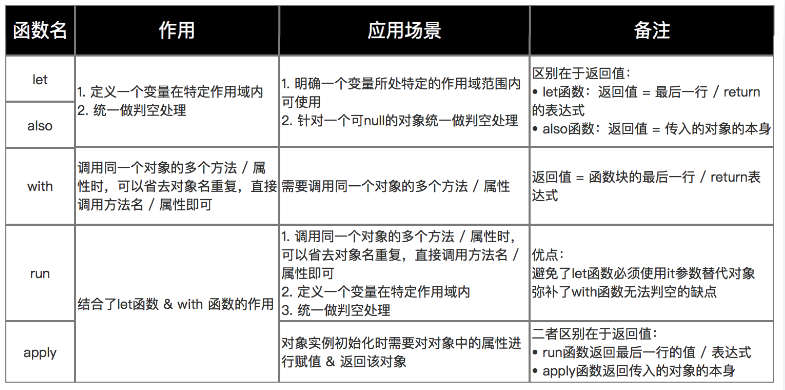 函数名
作用
应用场景
备注
let
also
1. 定义一个变量在特定作用域内
2. 统一做判空处理
1. 明确一个变量所处特定的作用域范围内
可使用
2. 针对一个可null的对象统一做判空处理
区别在于返回值：
• let函数：返回值 = 最后一行 / return
的表达式
• also函数：返回值 = 传入的对象的本身
with
调用同一个对象的多个方法 / 属
性时，可以省去对象名重复，直接
调用方法名 / 属性即可
需要调用同一个对象的多个方法 / 属性
返回值 = 函数块的最后一行 / return表
达式
run
apply
结合了let函数 & with 函数的作用
1. 调用同一个对象的多个方法 / 属性时，
可以省去对象名重复，直接调用方法名 /
属性即可
2. 定义一个变量在特定作用域内
3. 统一做判空处理
优点：
避免了let函数必须使用it参数替代对象
弥补了with函数无法判空的缺点
对象实例初始化时需要对对象中的属性进
行赋值 & 返回该对象
二者区别在于返回值：
• run函数返回最后一行的值 / 表达式
• apply函数返回传入的对象的本身